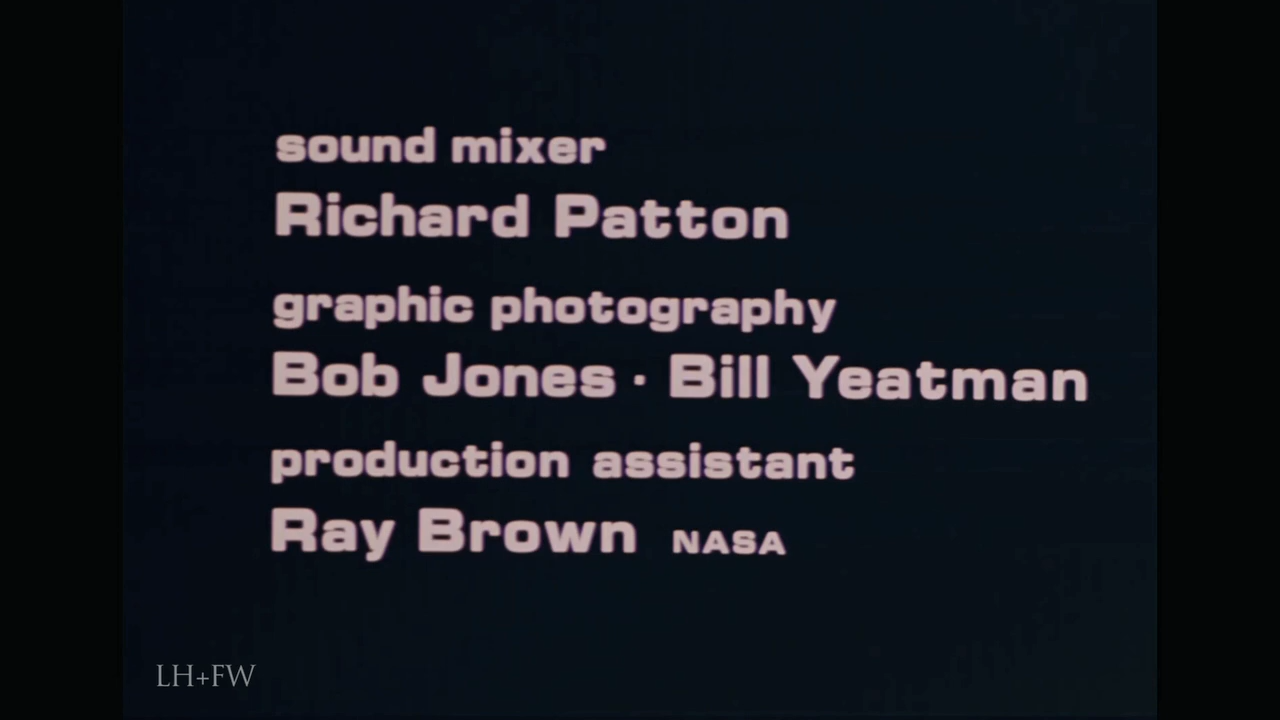 sound mixer
Richard Patton
graphic photography
Bob Jones · Bill Yeatman
production assistant
Ray Brown NASA
LH+FW